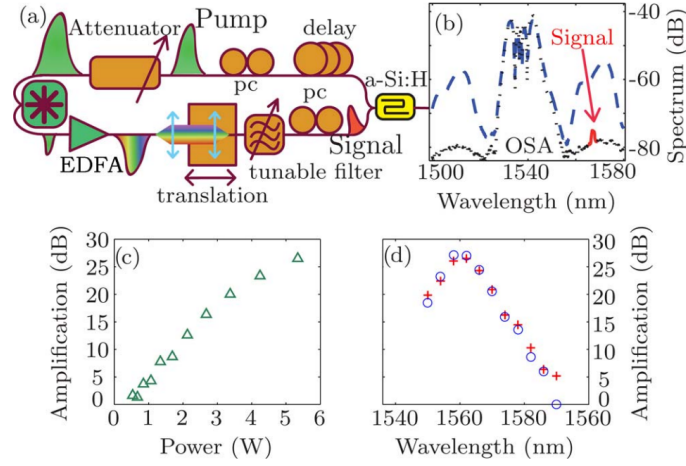 (a)
Pump
delay
Attenuator
pc
a-Si:H
pc
EDFA
Signal
tunable filter
translation
(b)
Signal
OSA
-40
-60
-80
Spectrum (dB)
1500
1540
1580
Wavelength (nm)
(c)
30
25
20
15
10
5
0
Amplification (dB)
0
1
2
3
4
5
6
Power (W)
(d)
30
25
20
15
10
5
0
Amplification (dB)
1540
1560
1590
1560
Wavelength (nm)